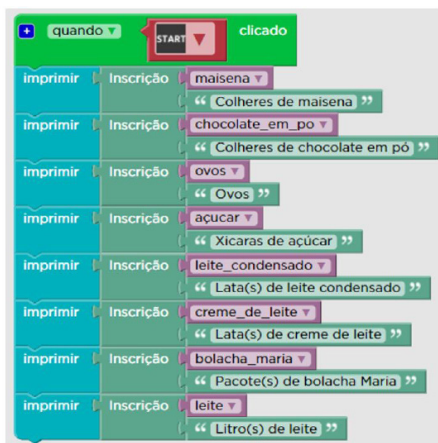 quando START clicado
imprimir Inscrição maisena
“ Colheres de maisena ”
imprimir Inscrição chocolate_em_po
“ Colheres de chocolate em pó ”
imprimir Inscrição ovos
“ Ovos ”
imprimir Inscrição açucar
“ Xicaras de açúcar ”
imprimir Inscrição leite_condensado
“ Lata(s) de leite condensado ”
imprimir Inscrição creme_de_leite
“ Lata(s) de creme de leite ”
imprimir Inscrição bolacha_maria
“ Pacote(s) de bolacha Maria ”
imprimir Inscrição leite
“ Litro(s) de leite ”